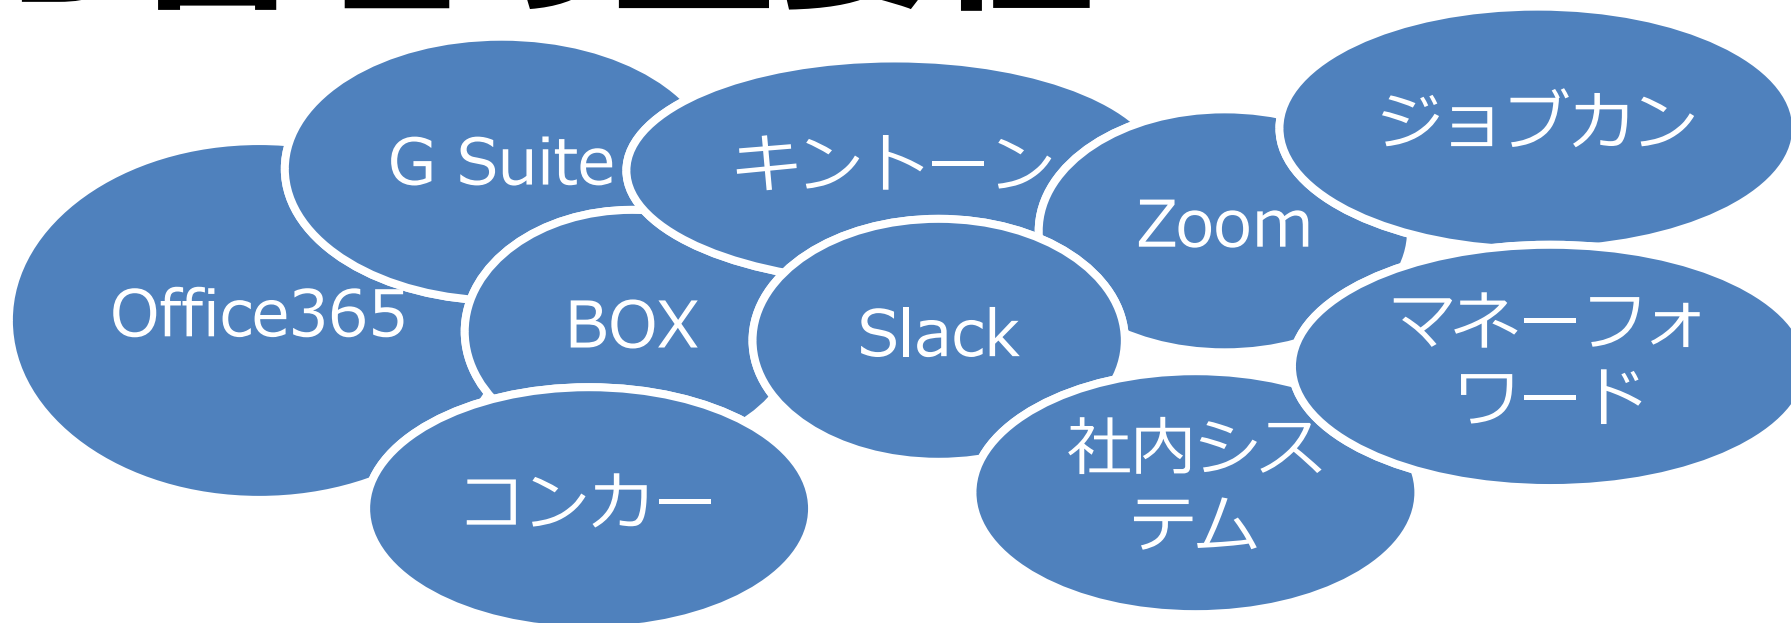 ジョブカン
G Suite
キントーン
Zoom
Office365
BOX
Slack
マネーフォ
ワード
社内シス
テム
コンカー